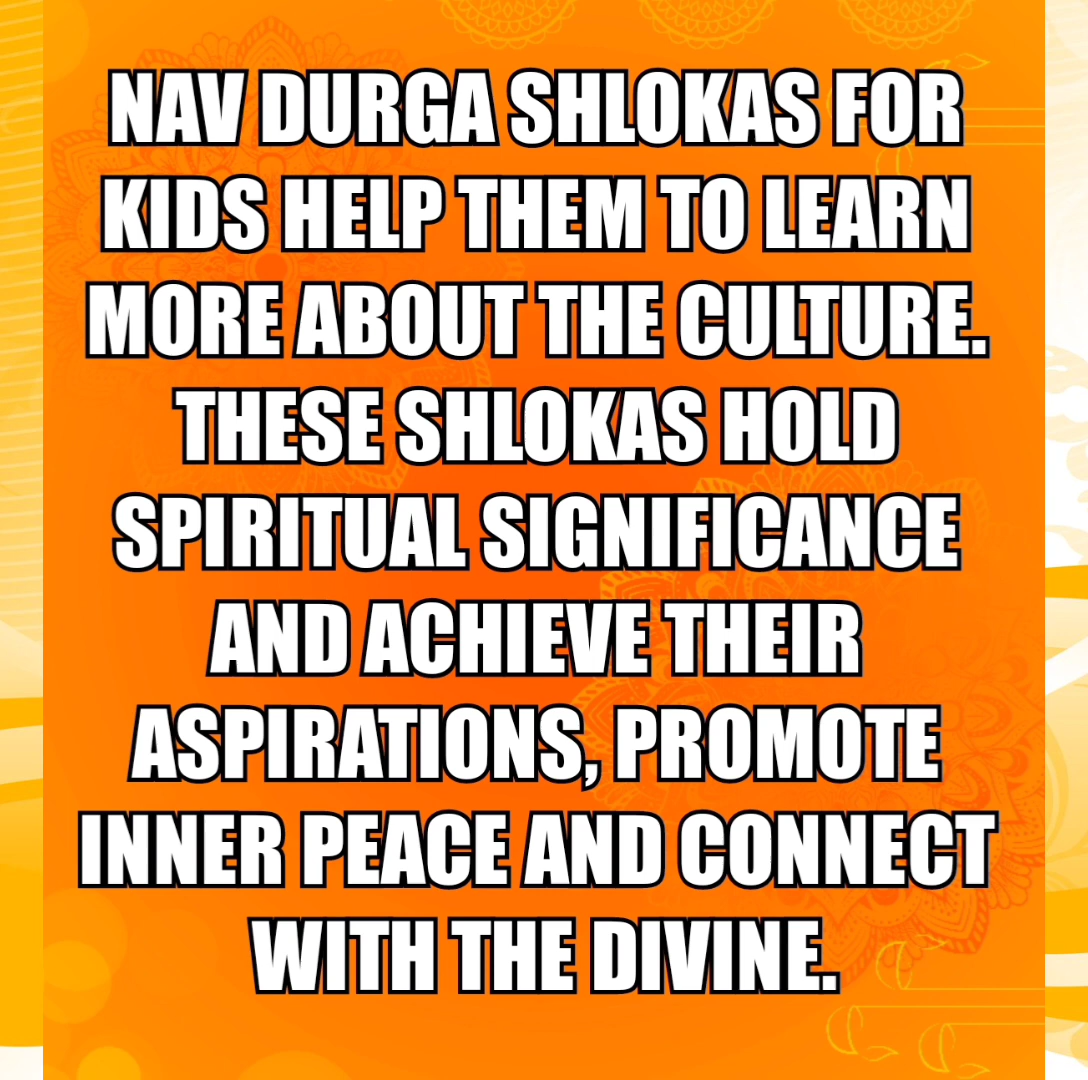 NAV DURGA SHLOKAS FOR
KIDS HELP THEM TO LEARN
MORE ABOUT THE CULTURE.
THESE SHLOKAS HOLD
SPIRITUAL SIGNIFICANCE
AND ACHIEVE THEIR
ASPIRATIONS, PROMOTE
INNER PEACE AND CONNECT
WITH THE DIVINE.